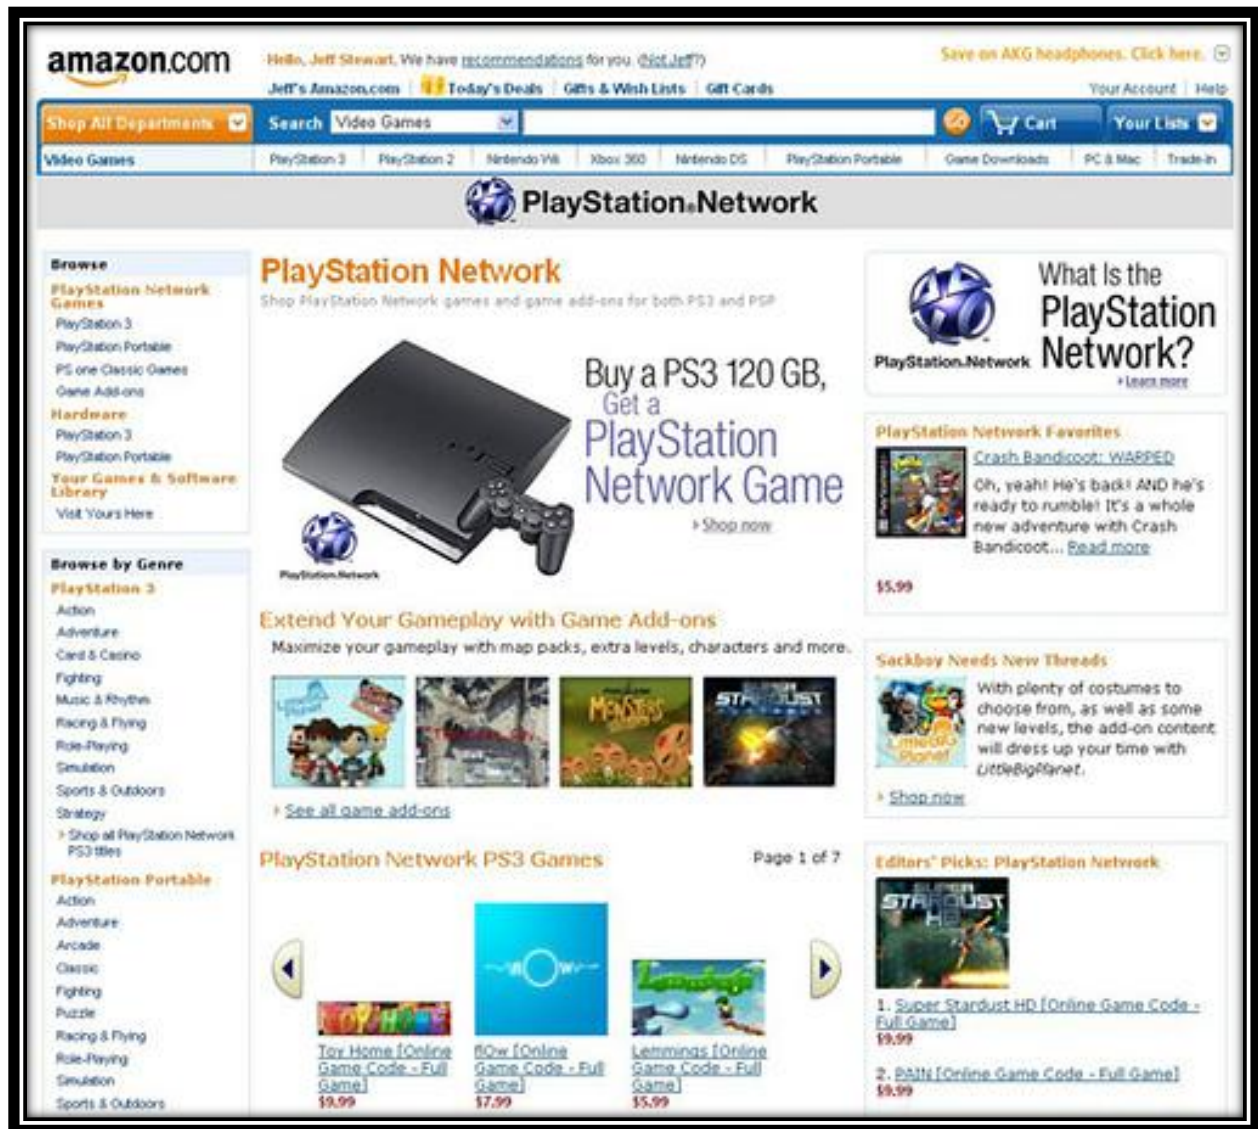 amazon.com
Hello, Jeff Stewart. We have recommendations for you. (Not Jeff?)
Save on AKG headphones. Click here.
Jeff's Amazon.com Today's Deals Gifts & Wish Lists Gift Cards
Your Account Help
Shop All Departments
Search Video Games
Cart
Your Lists
Video Games
PlayStation 3 PlayStation 2 Nintendo Wii Xbox 360 Nintendo DS PlayStation Portable Game Downloads PC & Mac Trade-In
PlayStation®Network
Browse
PlayStation Network
Games
PlayStation 3
PlayStation Portable
PS one Classic Games
Game Add-ons
Hardware
PlayStation 3
PlayStation Portable
Your Games & Software
Library
Visit Yours Here
Browse by Genre
PlayStation 3
Action
Adventure
Card & Casino
Fighting
Music & Rhythm
Racing & Flying
Role-Playing
Simulation
Sports & Outdoors
Strategy
Shop all PlayStation Network
PS3 titles
PlayStation Portable
Action
Adventure
Arcade
Classic
Fighting
Puzzle
Racing & Flying
Role-Playing
Simulation
Sports & Outdoors
PlayStation Network
Shop PlayStation Network games and game add-ons for both PS3 and PSP
Buy a PS3 120 GB,
Get a
PlayStation
Network Game
Shop now
PlayStation.Network
Extend Your Gameplay with Game Add-ons
Maximize your gameplay with map packs, extra levels, characters and more.
MONSTERS
SUPER
STARDUST
See all game add-ons
PlayStation Network PS3 Games
Page 1 of 7
TOY HOME
flOw
Lemmings
Toy Home [Online
Game Code - Full
Game]
$9.99
flOw [Online
Game Code - Full
Game]
$7.99
Lemmings [Online
Game Code - Full
Game]
$5.99
What Is the
PlayStation
Network?
PlayStation.Network
Learn more
PlayStation Network Favorites
Crash Bandicoot: WARPED
Oh, yeah! He's back! AND he's
ready to rumble! It's a whole
new adventure with Crash
Bandicoot... Read more
$5.99
Sackboy Needs New Threads
LittleBig
Planet
With plenty of costumes to
choose from, as well as some
new levels, the add-on content
will dress up your time with
LittleBigPlanet.
Shop now
Editors' Picks: PlayStation Network
SUPER
STARDUST
HD
1. Super Stardust HD [Online Game Code -
Full Game]
$9.99
2. PAIN [Online Game Code - Full Game]
$9.99